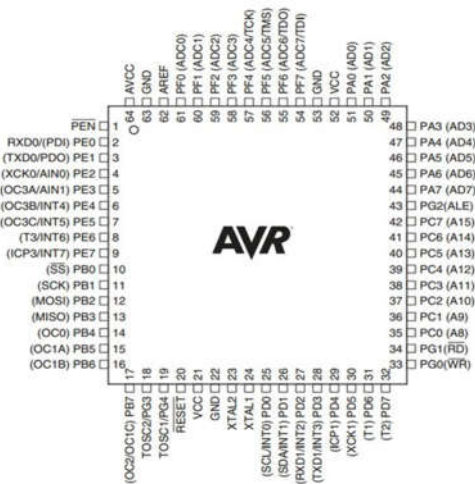 AVCC
GND
AREF
PF0 (ADC0)
PF1 (ADC1)
PF2 (ADC2)
PF3 (ADC3)
PF4 (ADC4/TCK)
PF5 (ADC5/TMS)
PF6 (ADC6/TDO)
PF7 (ADC7/TDI)
GND
VCC
PA0 (AD0)
PA1 (AD1)
PA2 (AD2)
64
63
62
61
60
59
58
57
56
55
54
53
52
51
50
49
PEN 1
RXD0/(PDI) PE0 2
(TXD0/PDO) PE1 3
(XCK0/AIN0) PE2 4
(OC3A/AIN1) PE3 5
(OC3B/INT4) PE4 6
(OC3C/INT5) PE5 7
(T3/INT6) PE6 8
(ICP3/INT7) PE7 9
(SS) PB0 10
(SCK) PB1 11
(MOSI) PB2 12
(MISO) PB3 13
(OC0) PB4 14
(OC1A) PB5 15
(OC1B) PB6 16
AVR
48 PA3 (AD3)
47 PA4 (AD4)
46 PA5 (AD5)
45 PA6 (AD6)
44 PA7 (AD7)
43 PG2(ALE)
42 PC7 (A15)
41 PC6 (A14)
40 PC5 (A13)
39 PC4 (A12)
38 PC3 (A11)
37 PC2 (A10)
36 PC1 (A9)
35 PC0 (A8)
34 PG1(RD)
33 PG0(WR)
17
18
19
20
21
22
23
24
25
26
27
28
29
30
31
32
(OC2/OC1C) PB7
TOSC2/PG3
TOSC1/PG4
RESET
VCC
GND
XTAL2
XTAL1
(SCL/INT0) PD0
(SDA/INT1) PD1
(RXD1/INT2) PD2
(TXD1/INT3) PD3
(ICP1) PD4
(XCK1) PD5
(T1) PD6
(T2) PD7